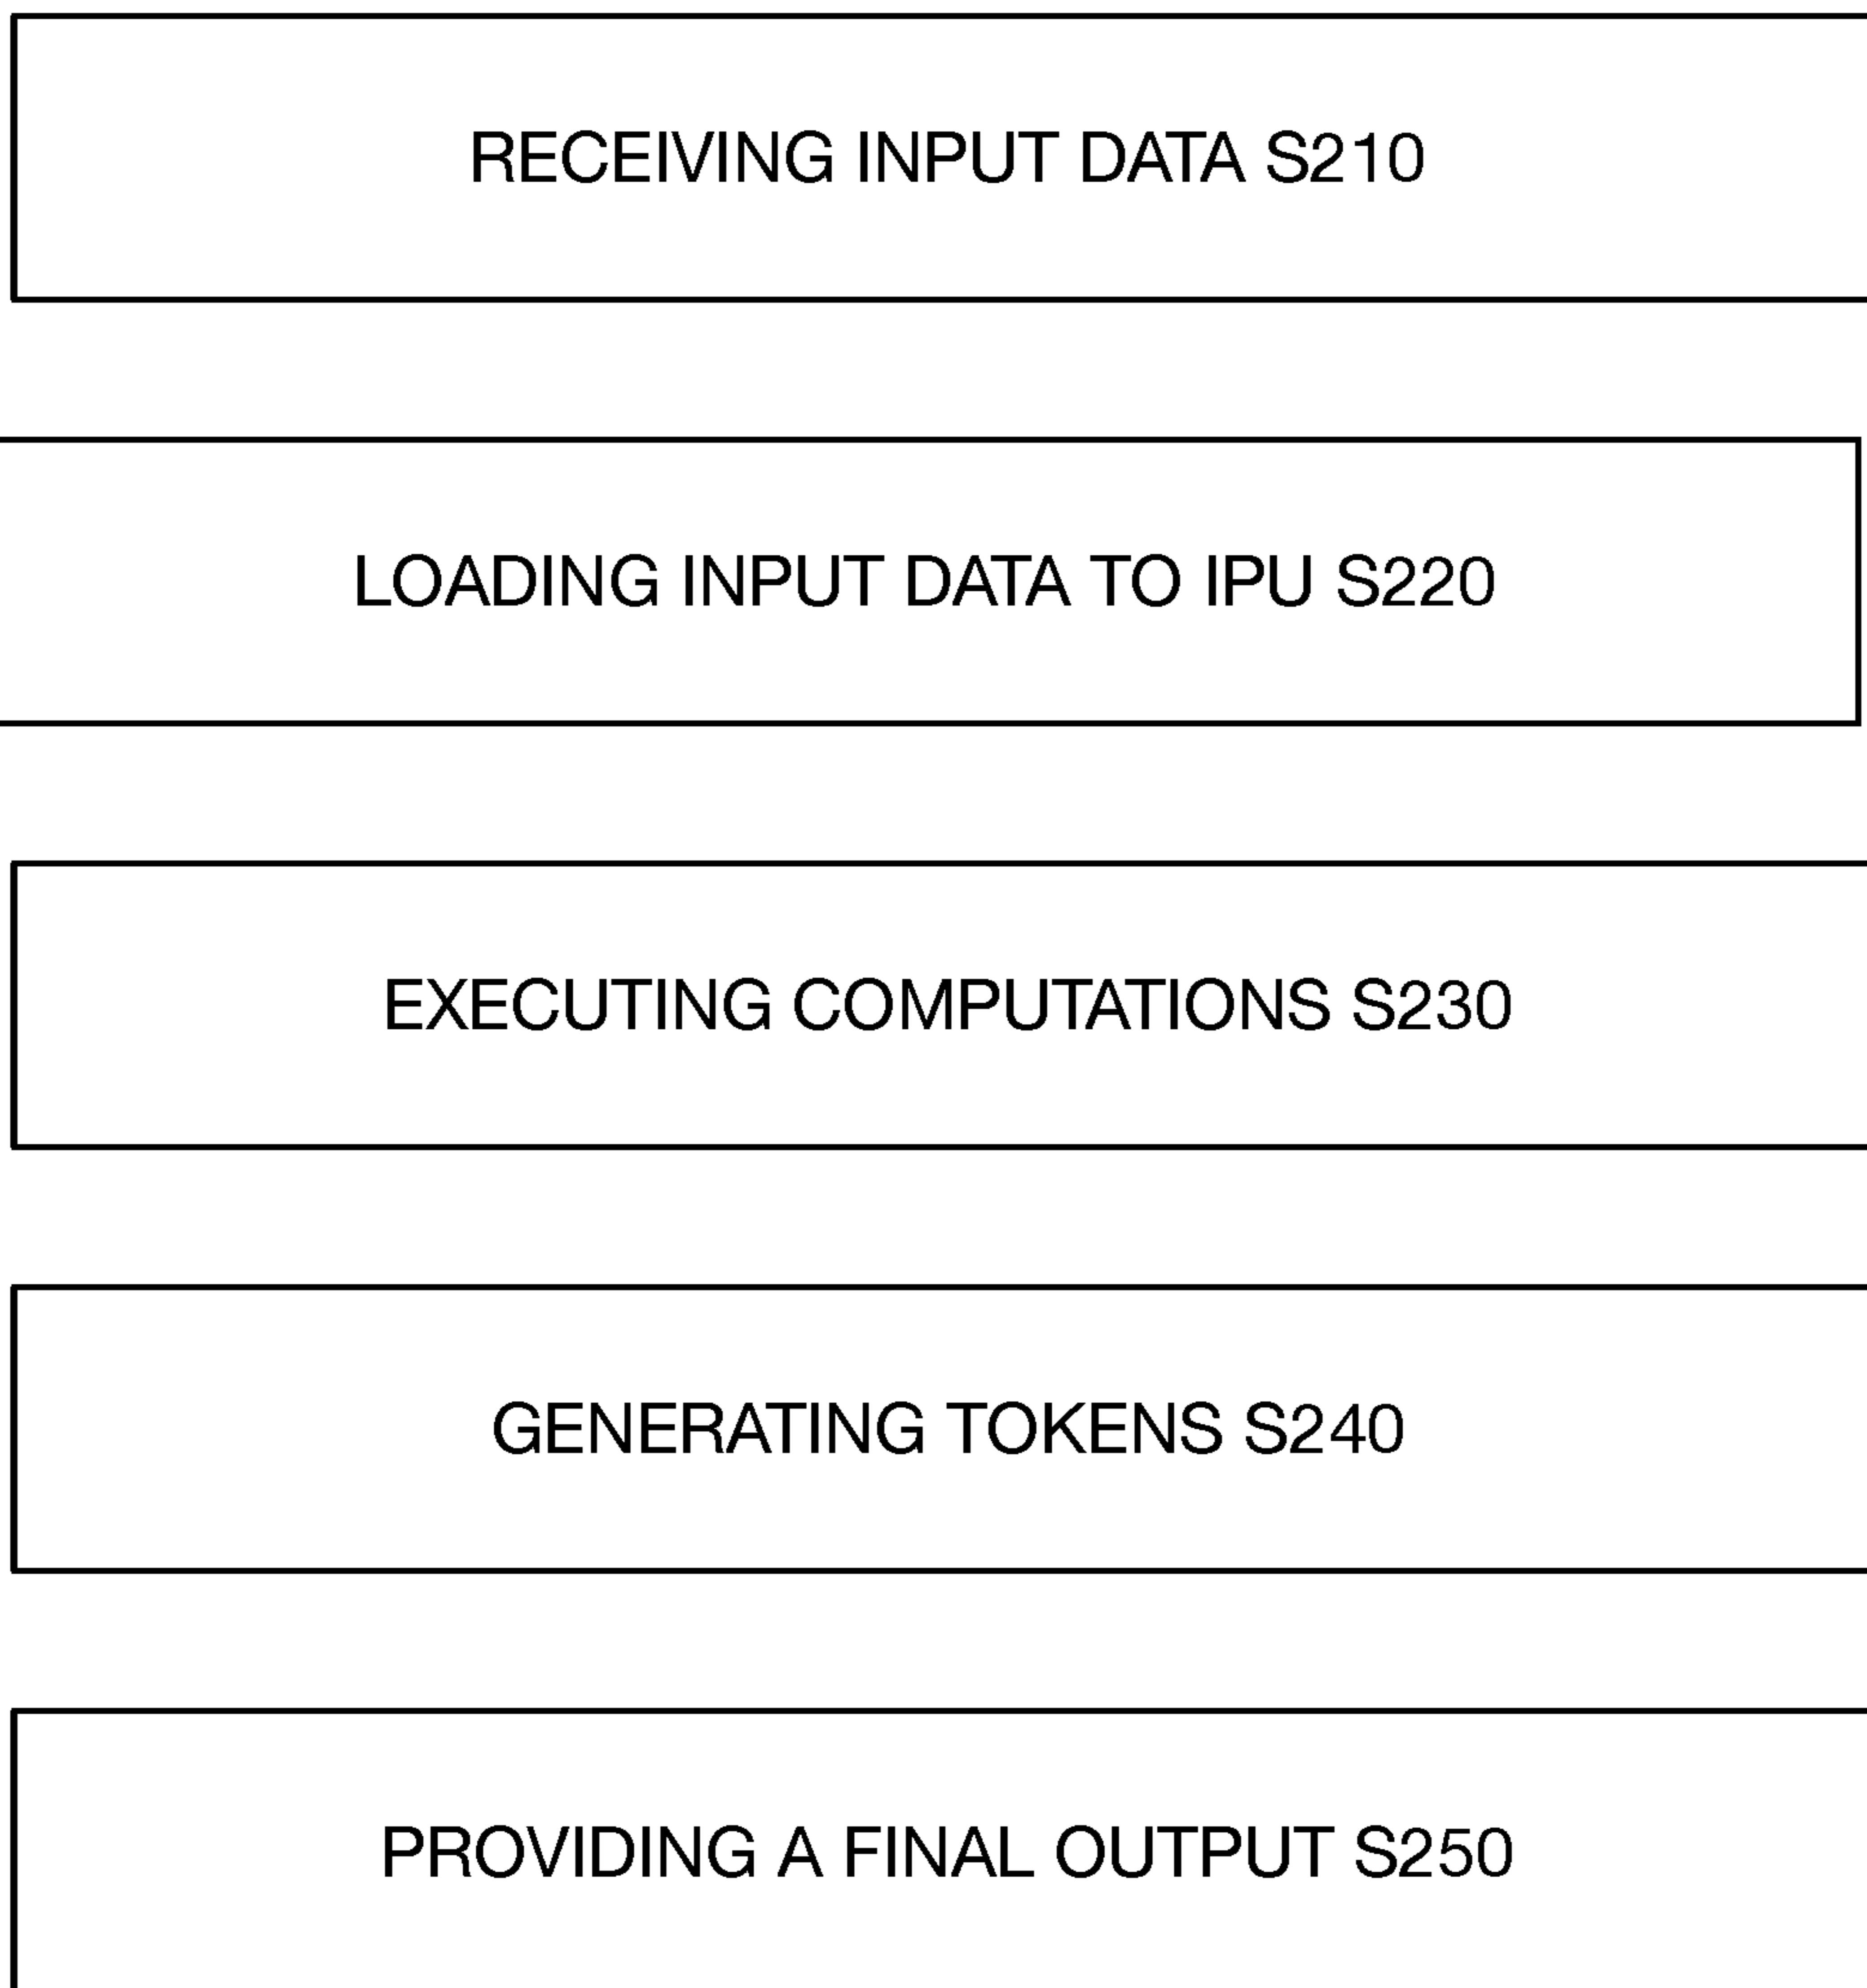 RECEIVING INPUT DATA S210
LOADING INPUT DATA TO IPU S220
EXECUTING COMPUTATIONS S230
GENERATING TOKENS S240
PROVIDING A FINAL OUTPUT S250